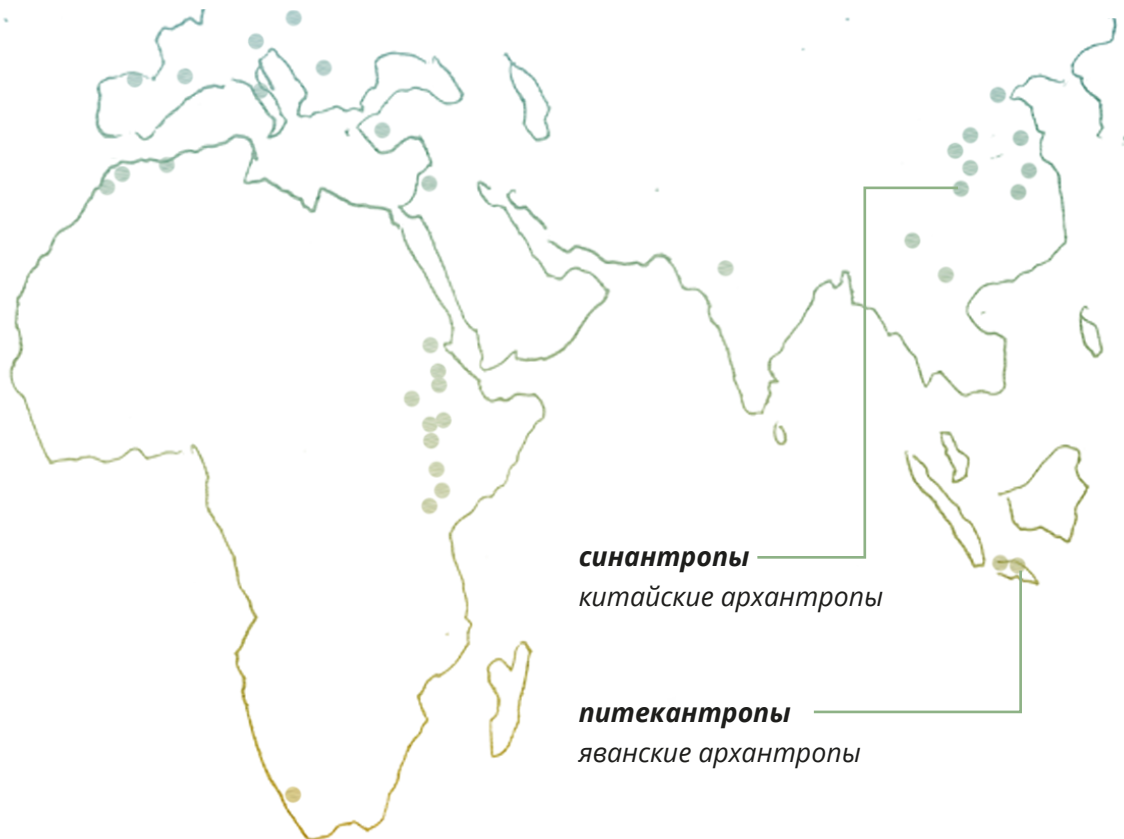 синантропы
китайские архантропы
питекантропы
яванские архантропы